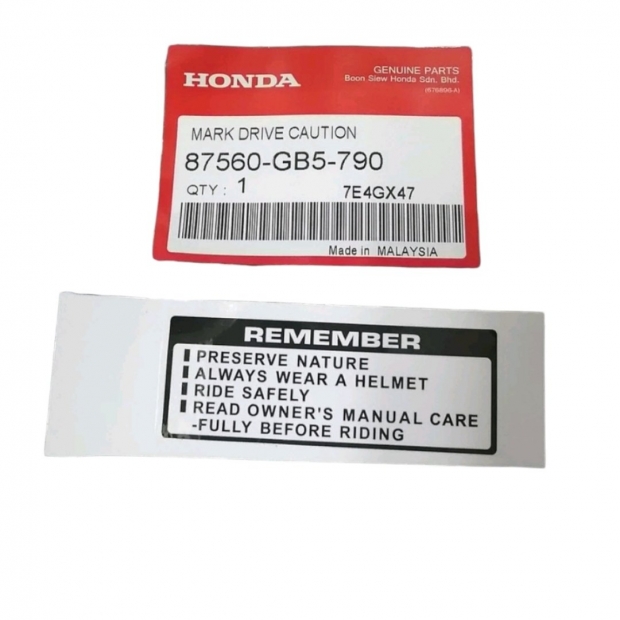 HONDA
GENUINE PARTS
Boon Siew Honda Sdn. Bhd.
MARK DRIVE CAUTION
87560-GB5-790
QTY : 1 7E4GX47
Made in MALAYSIA
REMEMBER
PRESERVE NATURE
ALWAYS WEAR A HELMET
RIDE SAFELY
READ OWNER'S MANUAL CARE
-FULLY BEFORE RIDING